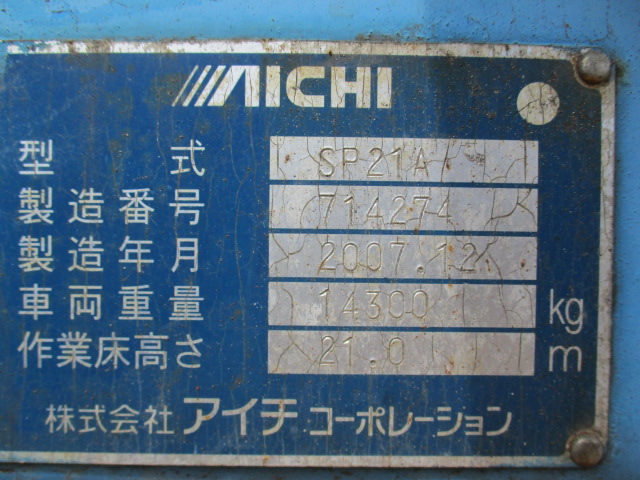 AICHI
型式 SP21A
製造番号 714274
製造年月 2007.12
車両重量 14300 kg
作業床高さ 21.0 m
株式会社アイチコーポレーション